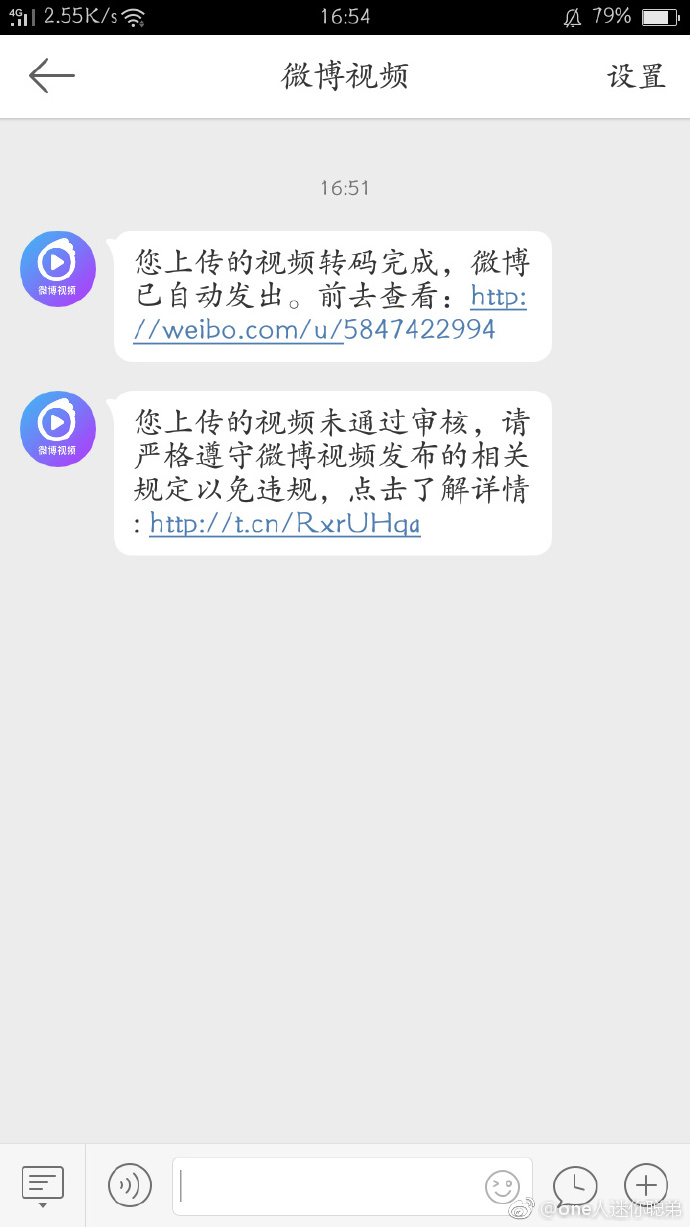 4G 2.55K/s 16:54 79%
微博视频 设置
16:51
微博视频
您上传的视频转码完成，微博
已自动发出。前去查看：http:
//weibo.com/u/5847422994
微博视频
您上传的视频未通过审核，请
严格遵守微博视频发布的相关
规定以免违规，点击了解详情
: http://t.cn/RxrUHqa
@one人迷你聪弟